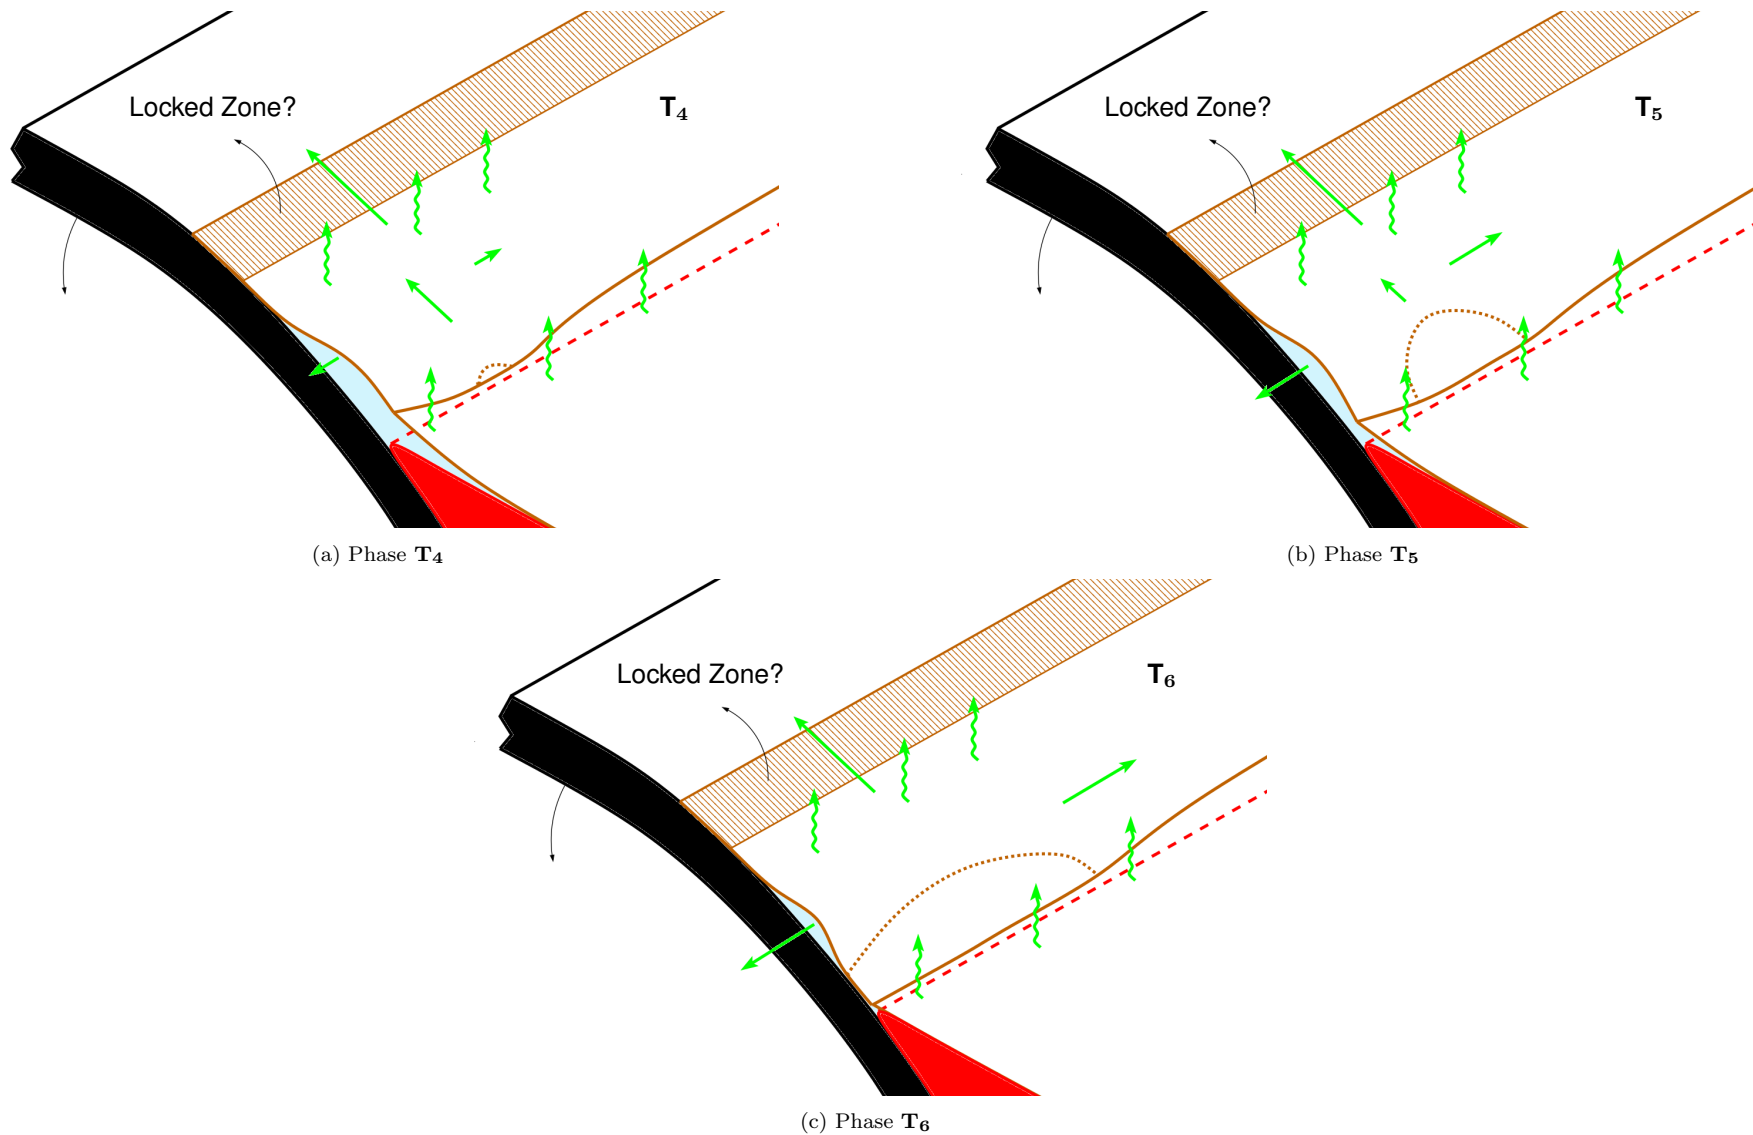 Locked Zone?
T₄
Locked Zone?
T₅
(a) Phase T₄
(b) Phase T₅
Locked Zone?
T₆
(c) Phase T₆